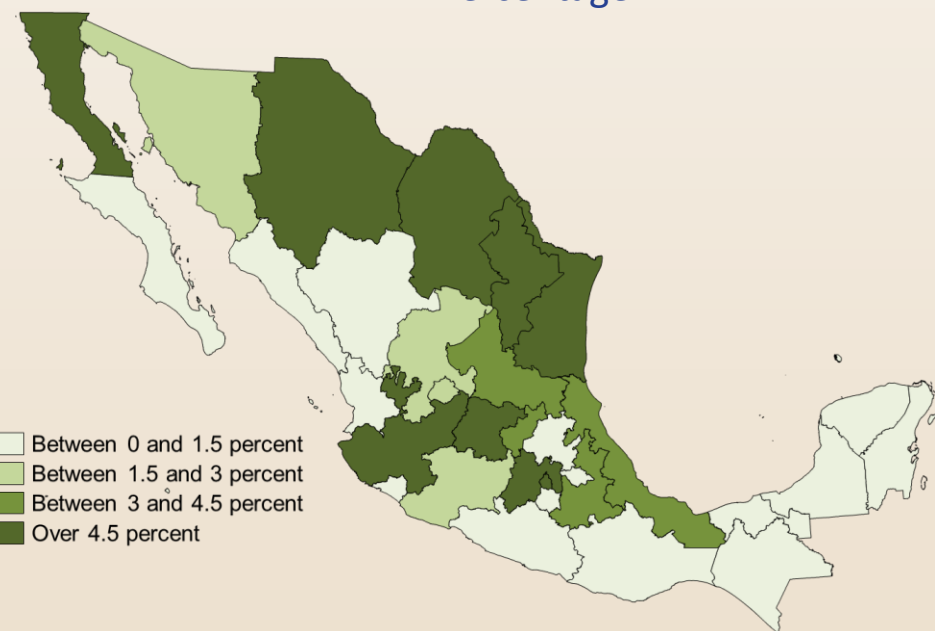 Between 0 and 1.5 percent
Between 1.5 and 3 percent
Between 3 and 4.5 percent
Over 4.5 percent